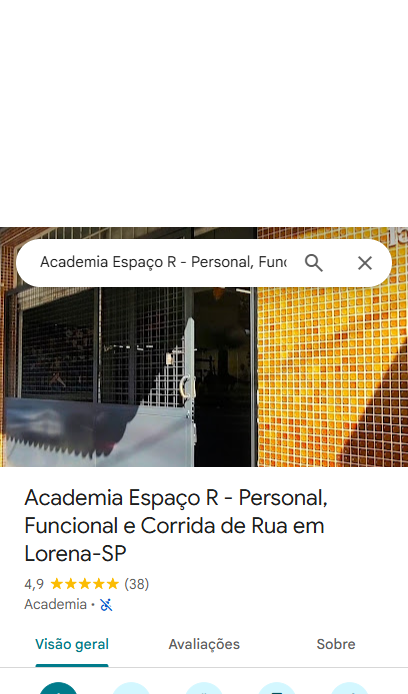 Academia Espaço R - Personal, Func
Academia Espaço R - Personal,
Funcional e Corrida de Rua em
Lorena-SP
4,9 (38)
Academia •
Visão geral
Avaliações
Sobre